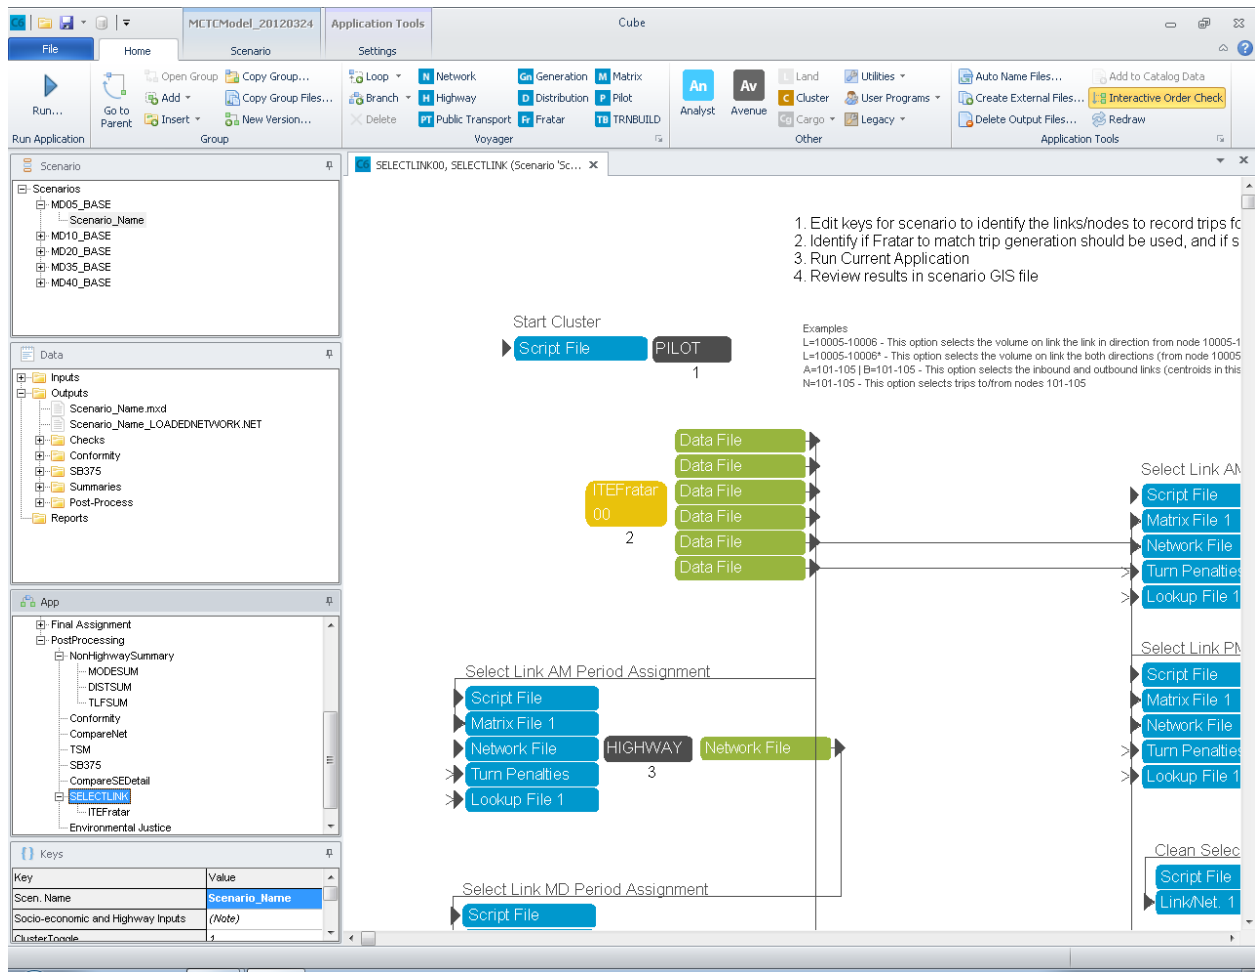 MCTCModel_20120324
Application Tools
Cube
File
Home
Scenario
Settings
Run...
Go to Parent
Open Group
Add
Insert
Copy Group...
Copy Group Files...
New Version...
Loop
Branch
Delete
N Network
H Highway
PT Public Transport
Gn Generation
D Distribution
Fr Fratar
M Matrix
P Pilot
TB TRNBUILD
An
Analyst
Av
Avenue
L Land
C Cluster
Cg Cargo
Utilities
User Programs
Legacy
Auto Name Files...
Create External Files...
Delete Output Files...
Add to Catalog Data
Interactive Order Check
Redraw
Run Application
Group
Voyager
Other
Application Tools
Scenario
Scenarios
MD05_BASE
Scenario_Name
MD10_BASE
MD20_BASE
MD35_BASE
MD40_BASE
Data
Inputs
Outputs
Scenario_Name.mxd
Scenario_Name_LOADEDNETWORK.NET
Checks
Conformity
SB375
Summaries
Post-Process
Reports
App
Final Assignment
PostProcessing
NonHighwaySummary
MODESUM
DISTSUM
TLFSUM
Conformity
CompareNet
TSM
SB375
CompareSEDetail
SELECTLINK
ITEFratar
Environmental Justice
Keys
Key Value
Scen. Name Scenario_Name
Socio-economic and Highway Inputs (Note)
ClusterToggle 1
SELECTLINK00, SELECTLINK (Scenario 'Sc...
1. Edit keys for scenario to identify the links/nodes to record trips fo
2. Identify if Fratar to match trip generation should be used, and if s
3. Run Current Application
4. Review results in scenario GIS file
Examples
L=10005-10006 - This option selects the volume on link the link in direction from node 10005-1
L=10005-10006* - This option selects the volume on link the both directions (from node 10005
A=101-105 | B=101-105 - This option selects the inbound and outbound links (centroids in this
N=101-105 - This option selects trips to/from nodes 101-105
Start Cluster
Script File
PILOT
1
Data File
Data File
Data File
Data File
Data File
Data File
ITEFratar
00
2
Select Link AM
Script File
Matrix File 1
Network File
Turn Penalties
Lookup File 1
Select Link PM
Script File
Matrix File 1
Network File
Turn Penalties
Lookup File 1
Select Link AM Period Assignment
Script File
Matrix File 1
Network File
Turn Penalties
Lookup File 1
HIGHWAY
3
Network File
Clean Selec
Script File
Link/Net. 1
Select Link MD Period Assignment
Script File